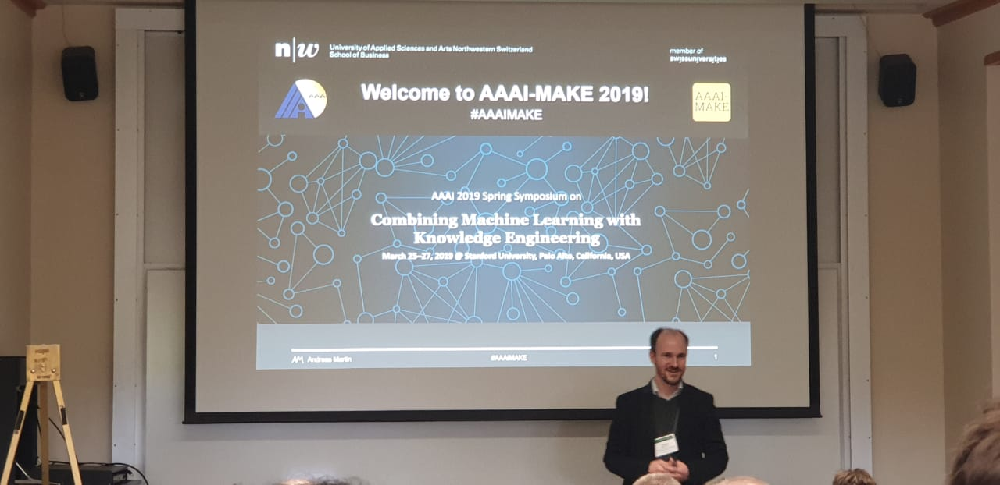 n|w
University of Applied Sciences and Arts Northwestern Switzerland
School of Business
member of
swissuniversities
AAA
Welcome to AAAI-MAKE 2019!
#AAAIMAKE
AAAI-
MAKE
AAAI 2019 Spring Symposium on
Combining Machine Learning with
Knowledge Engineering
March 25–27, 2019 @ Stanford University, Palo Alto, California, USA
AM Andreas Martin
#AAAIMAKE
1